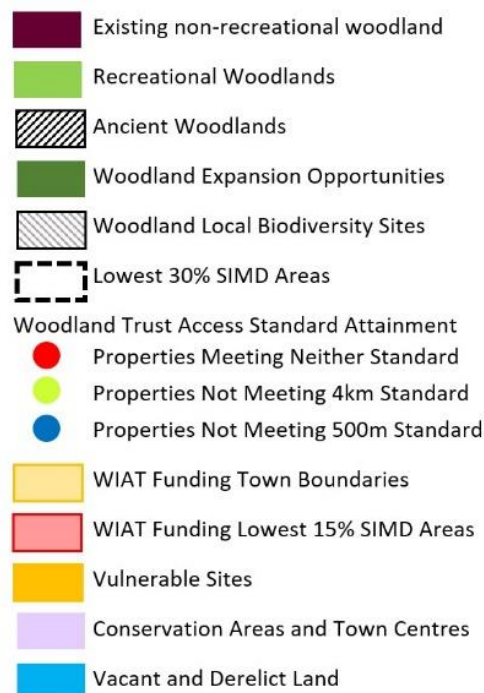 Existing non-recreational woodland
Recreational Woodlands
Ancient Woodlands
Woodland Expansion Opportunities
Woodland Local Biodiversity Sites
Lowest 30% SIMD Areas
Woodland Trust Access Standard Attainment
Properties Meeting Neither Standard
Properties Not Meeting 4km Standard
Properties Not Meeting 500m Standard
WIAT Funding Town Boundaries
WIAT Funding Lowest 15% SIMD Areas
Vulnerable Sites
Conservation Areas and Town Centres
Vacant and Derelict Land